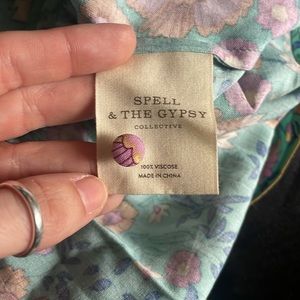 SPELL
& THE GYPSY
COLLECTIVE
100% VISCOSE
MADE IN CHINA